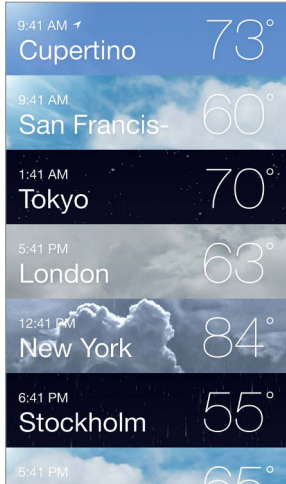 9:41 AM
Cupertino
73°
9:41 AM
San Francis-
60°
1:41 AM
Tokyo
70°
5:41 PM
London
63°
12:41 PM
New York
84°
6:41 PM
Stockholm
55°
5:41 PM
65°